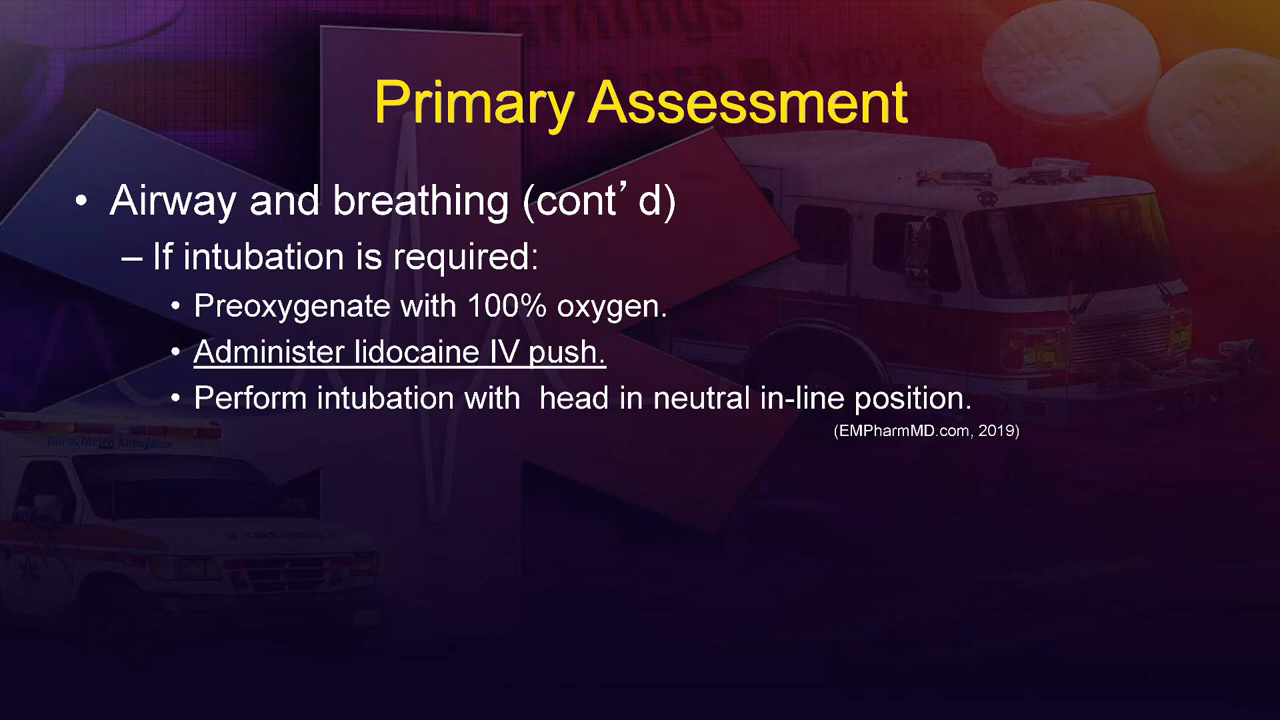 Primary Assessment
• Airway and breathing (cont’d)
– If intubation is required:
• Preoxygenate with 100% oxygen.
• Administer lidocaine IV push.
• Perform intubation with  head in neutral in-line position.
(EMPharmMD.com, 2019)